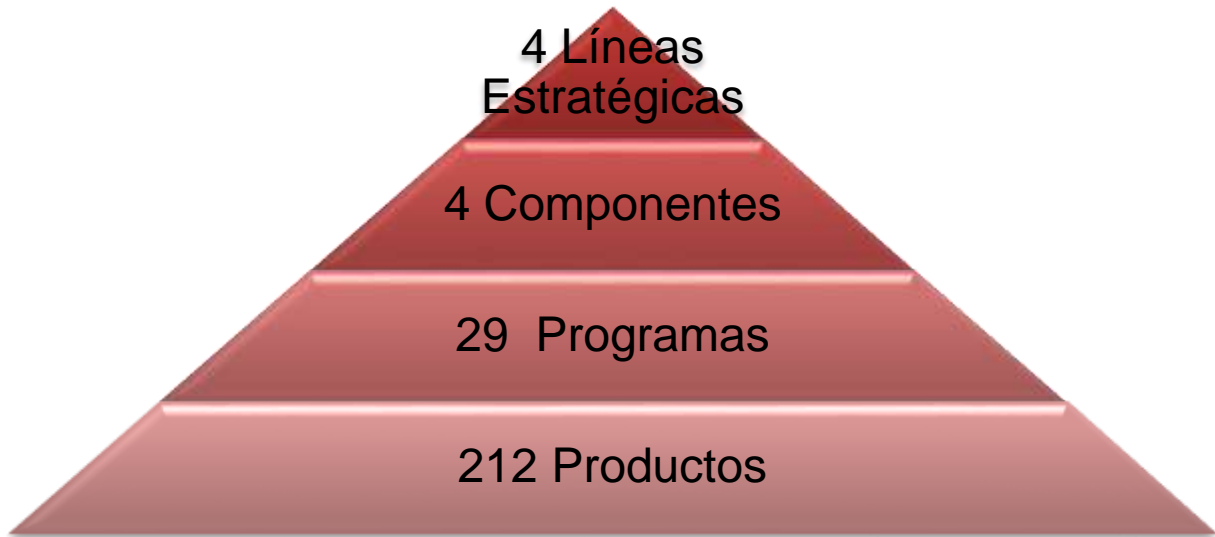 4 Líneas
Estratégicas
4 Componentes
29  Programas
212 Productos